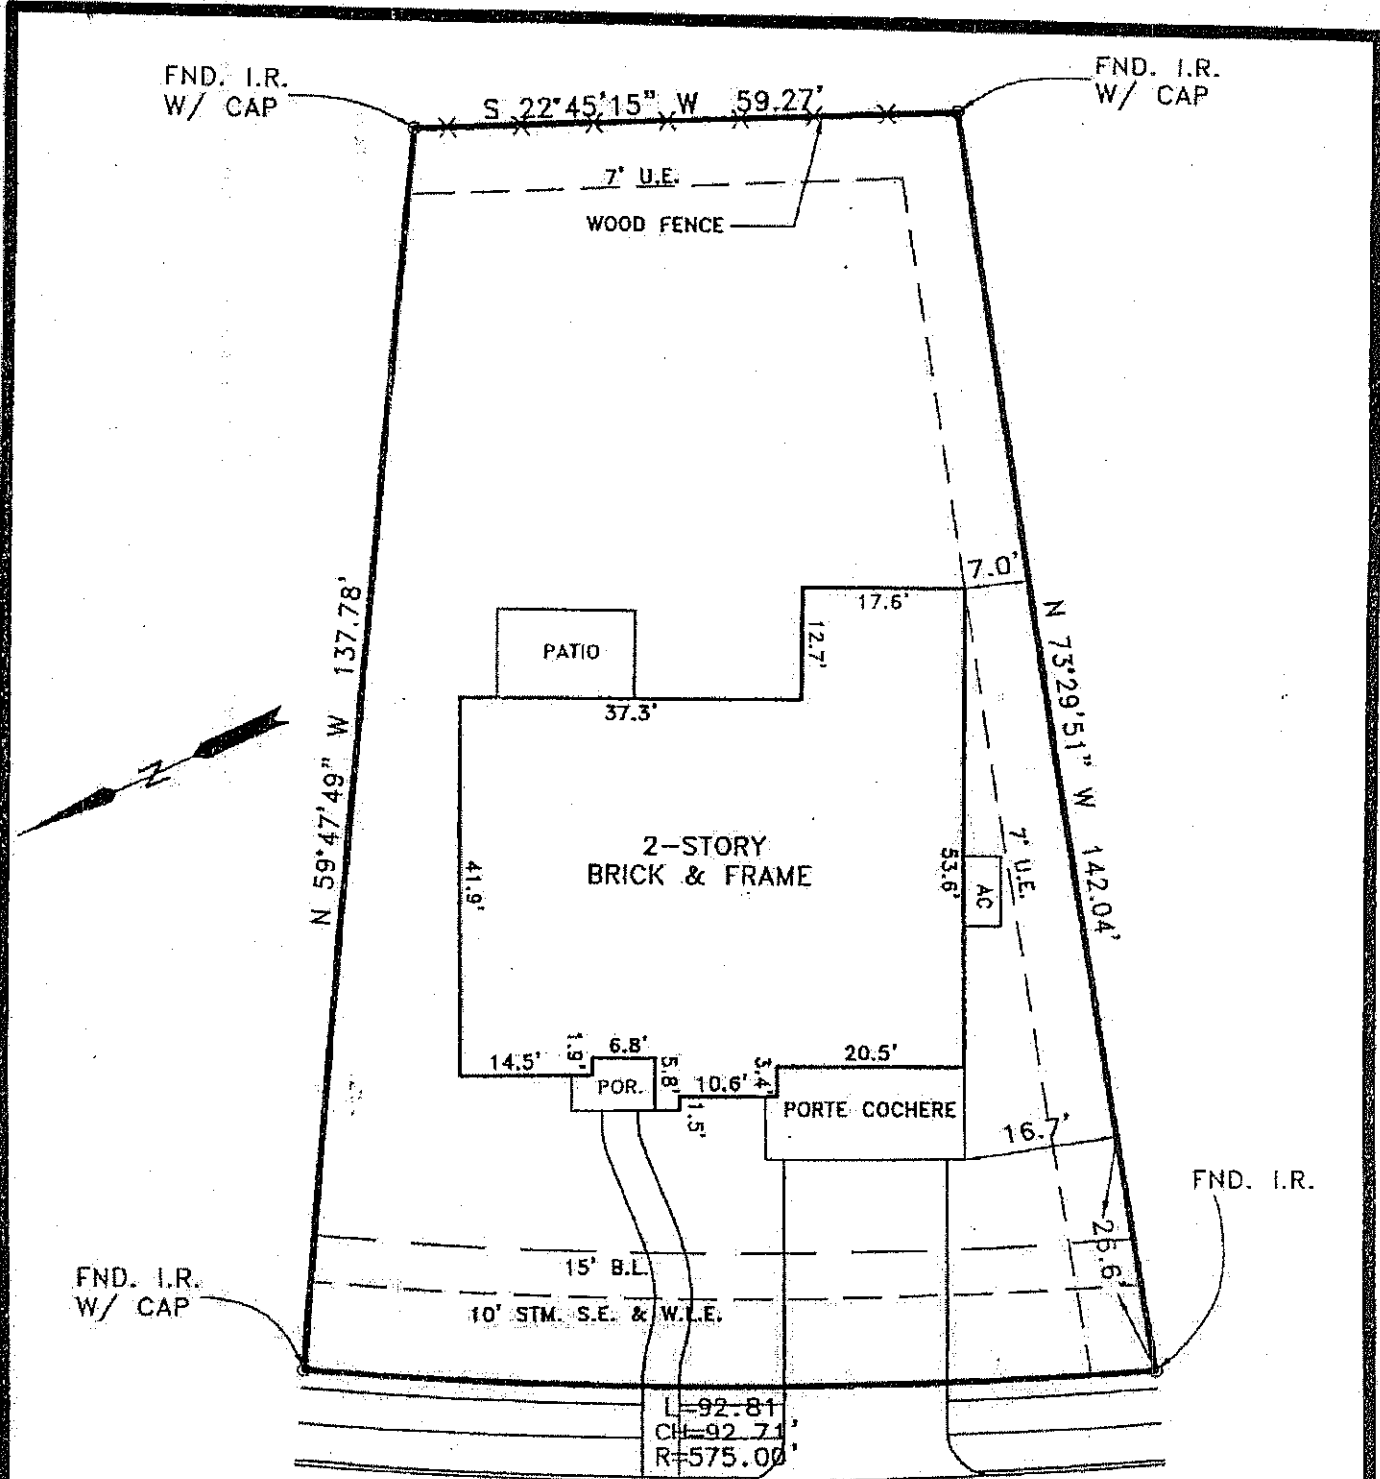 FND. I.R.
W/ CAP
S 22°45'15" W 59.27'
FND. I.R.
W/ CAP
7' U.E.
WOOD FENCE
7.0'
17.6'
12.7'
N 59°47'49" W 137.78'
PATIO
37.3'
N 73°29'51" W 142.04'
N
2-STORY
BRICK & FRAME
41.9'
53.6'
AC
7' U.E.
14.5'
1.9'
6.8'
5.8'
POR.
10.6'
1.5'
3.4'
20.5'
PORTE COCHERE
16.7'
FND. I.R.
26.6'
15' B.L.
FND. I.R.
W/ CAP
10' STM. S.E. & W.L.E.
L=92.81'
CH=92.71'
R=575.00'